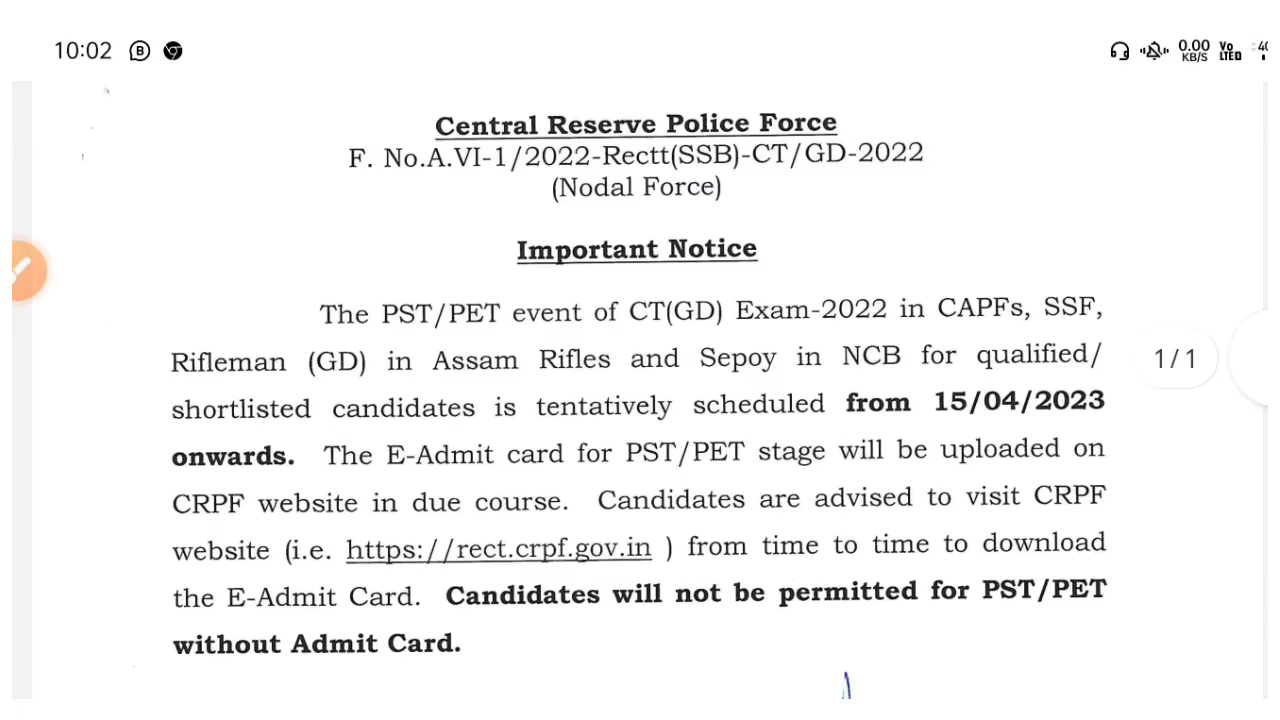 10:02
0.00 KB/S Vo LTED 40
Central Reserve Police Force
F. No.A.VI-1/2022-Rectt(SSB)-CT/GD-2022
(Nodal Force)
Important Notice
The PST/PET event of CT(GD) Exam-2022 in CAPFs, SSF,
Rifleman (GD) in Assam Rifles and Sepoy in NCB for qualified/
shortlisted candidates is tentatively scheduled from 15/04/2023
onwards. The E-Admit card for PST/PET stage will be uploaded on
CRPF website in due course. Candidates are advised to visit CRPF
website (i.e. https://rect.crpf.gov.in ) from time to time to download
the E-Admit Card. Candidates will not be permitted for PST/PET
without Admit Card.
1/1